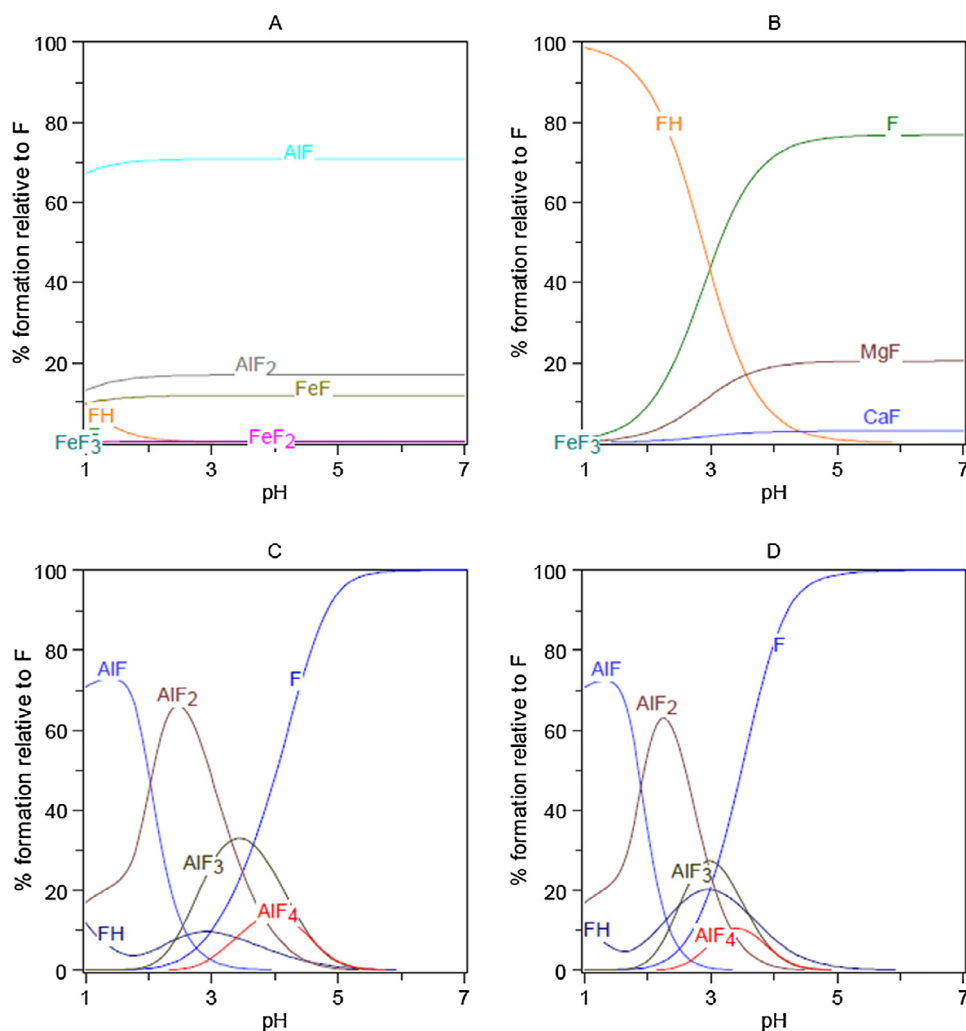 A
% formation relative to F
100
80
60
40
20
0
AlF
AlF2
FeF
FH
F
FeF3
FeF2
1
3
5
7
pH
B
% formation relative to F
100
80
60
40
20
0
FH
F
MgF
CaF
FeF3
1
3
5
7
pH
C
% formation relative to F
100
80
60
40
20
0
AlF
AlF2
F
AlF3
AlF4
FH
1
3
5
7
pH
D
% formation relative to F
100
80
60
40
20
0
AlF
AlF2
F
AlF3
FH
AlF4
1
3
5
7
pH